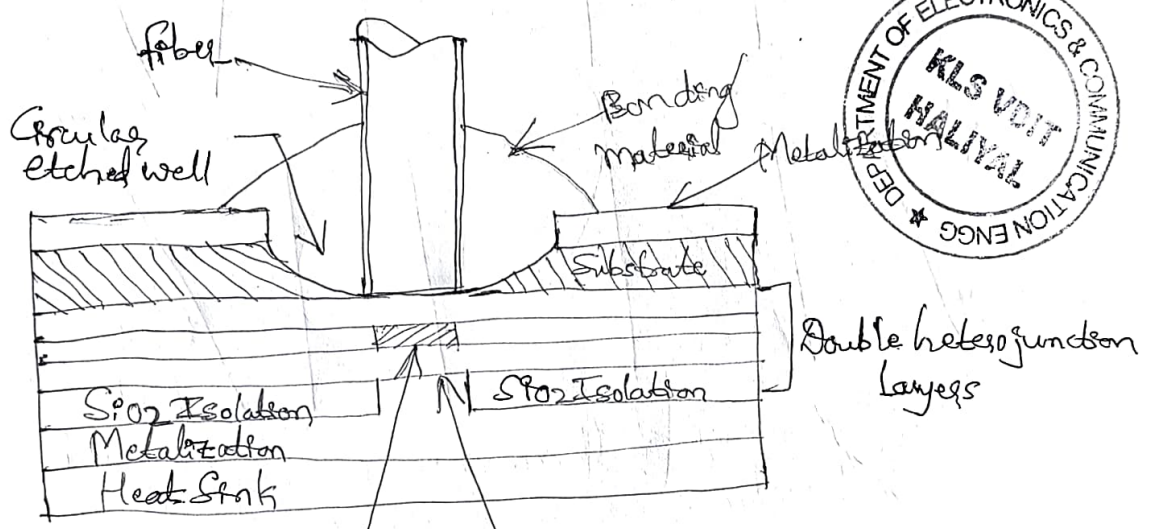 fiber
Circular
etched well
Bonding
material
Metalization
Substrate
Double heterojunction
Layers
SiO2 Isolation
SiO2 Isolation
Metalization
Heat Sink
DEPARTMENT OF ELECTRONICS & COMMUNICATION ENGG
KLS VDIT
HALIYAL